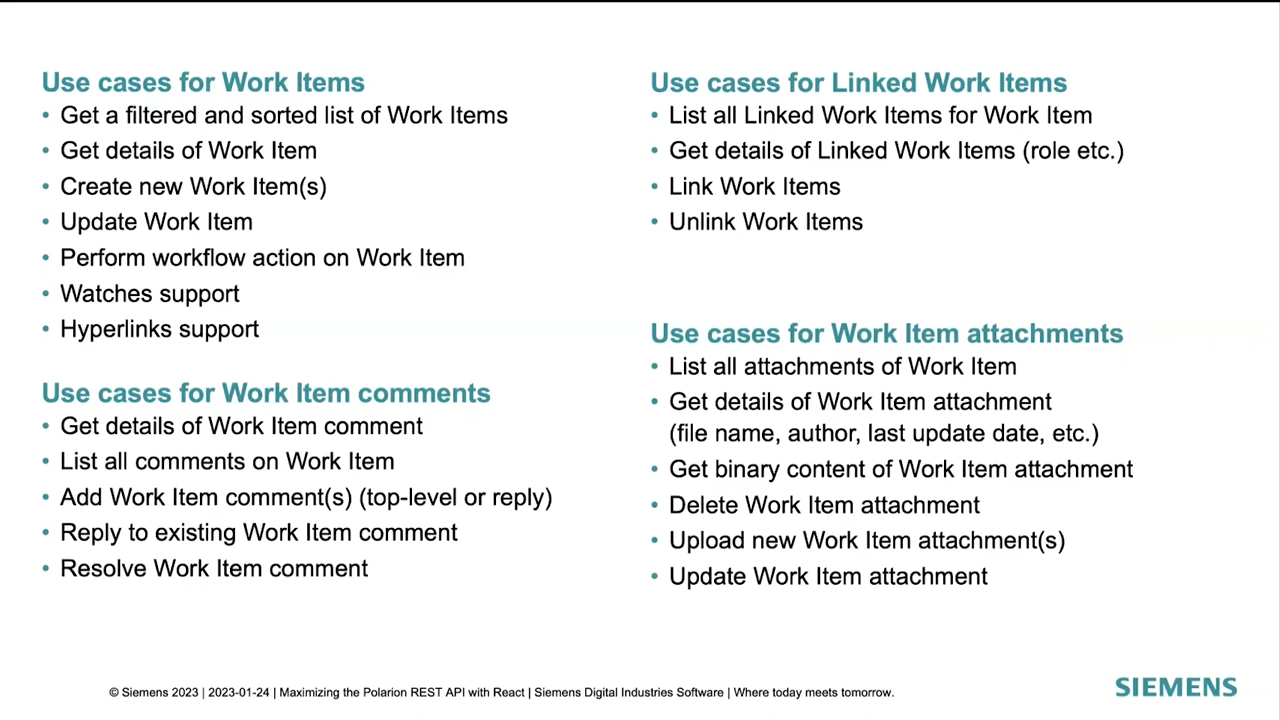 Use cases for Work Items
• Get a filtered and sorted list of Work Items
• Get details of Work Item
• Create new Work Item(s)
• Update Work Item
• Perform workflow action on Work Item
• Watches support
• Hyperlinks support
Use cases for Work Item comments
• Get details of Work Item comment
• List all comments on Work Item
• Add Work Item comment(s) (top-level or reply)
• Reply to existing Work Item comment
• Resolve Work Item comment
Use cases for Linked Work Items
• List all Linked Work Items for Work Item
• Get details of Linked Work Items (role etc.)
• Link Work Items
• Unlink Work Items
Use cases for Work Item attachments
• List all attachments of Work Item
• Get details of Work Item attachment
(file name, author, last update date, etc.)
• Get binary content of Work Item attachment
• Delete Work Item attachment
• Upload new Work Item attachment(s)
• Update Work Item attachment
© Siemens 2023 | 2023-01-24 | Maximizing the Polarion REST API with React | Siemens Digital Industries Software | Where today meets tomorrow.
SIEMENS